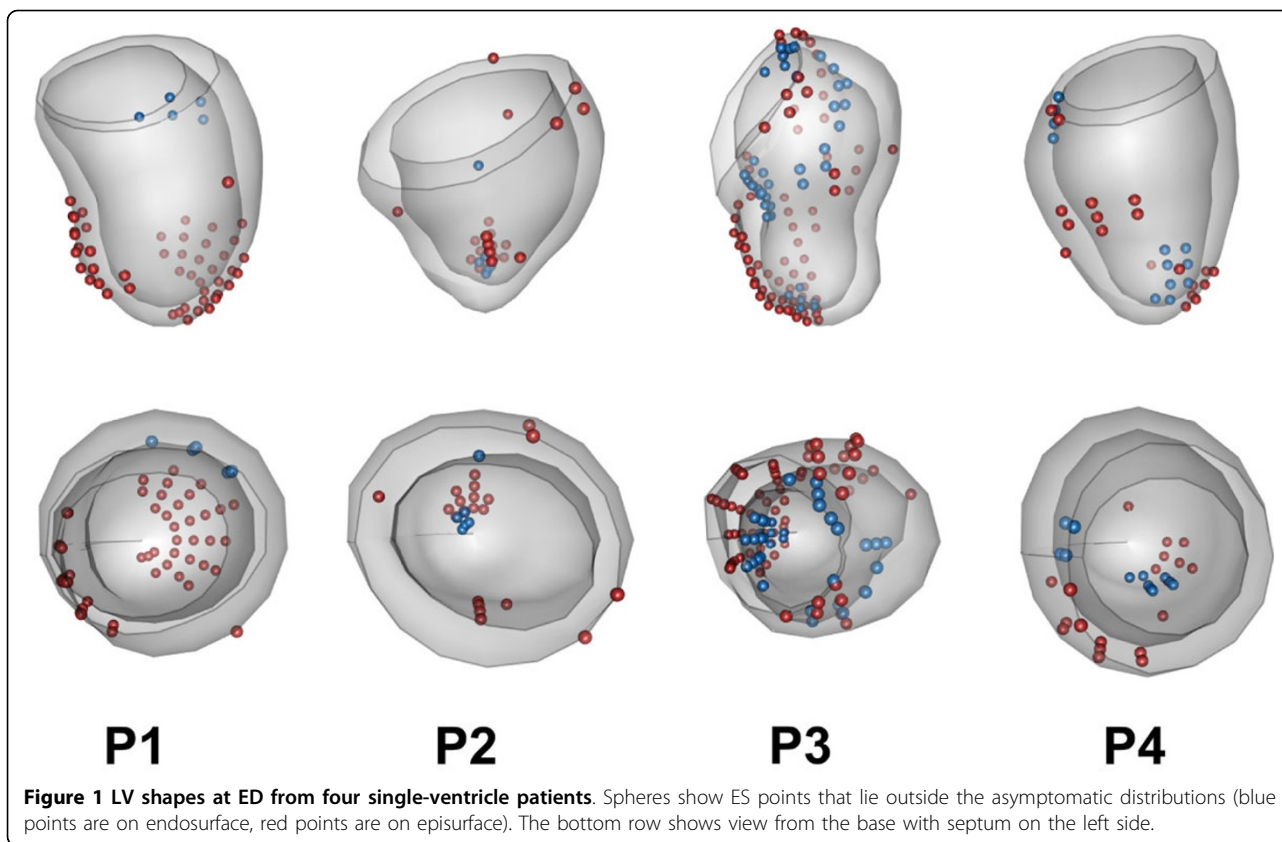 P1 P2 P3 P4
Figure 1 LV shapes at ED from four single-ventricle patients. Spheres show ES points that lie outside the asymptomatic distributions (blue
points are on endosurface, red points are on episurface). The bottom row shows view from the base with septum on the left side.